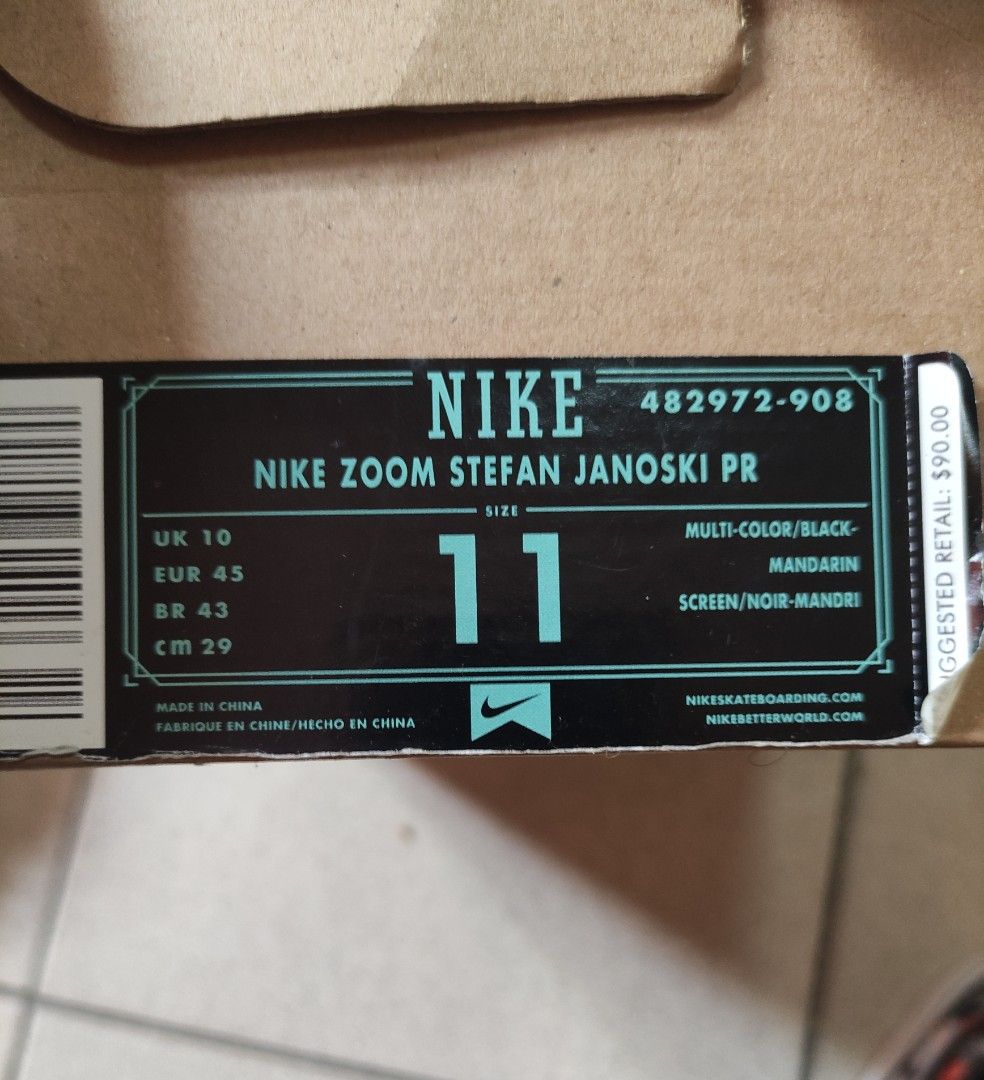 NIKE
482972-908
NIKE ZOOM STEFAN JANOSKI PR
SIZE
UK 10
EUR 45
BR 43
cm 29
11
MULTI-COLOR/BLACK-
MANDARIN
SCREEN/NOIR-MANDRI
MADE IN CHINA
FABRIQUE EN CHINE/HECHO EN CHINA
NIKESKATEBOARDING.COM
NIKEBETTERWORLD.COM
GGESTED RETAIL: $90.00